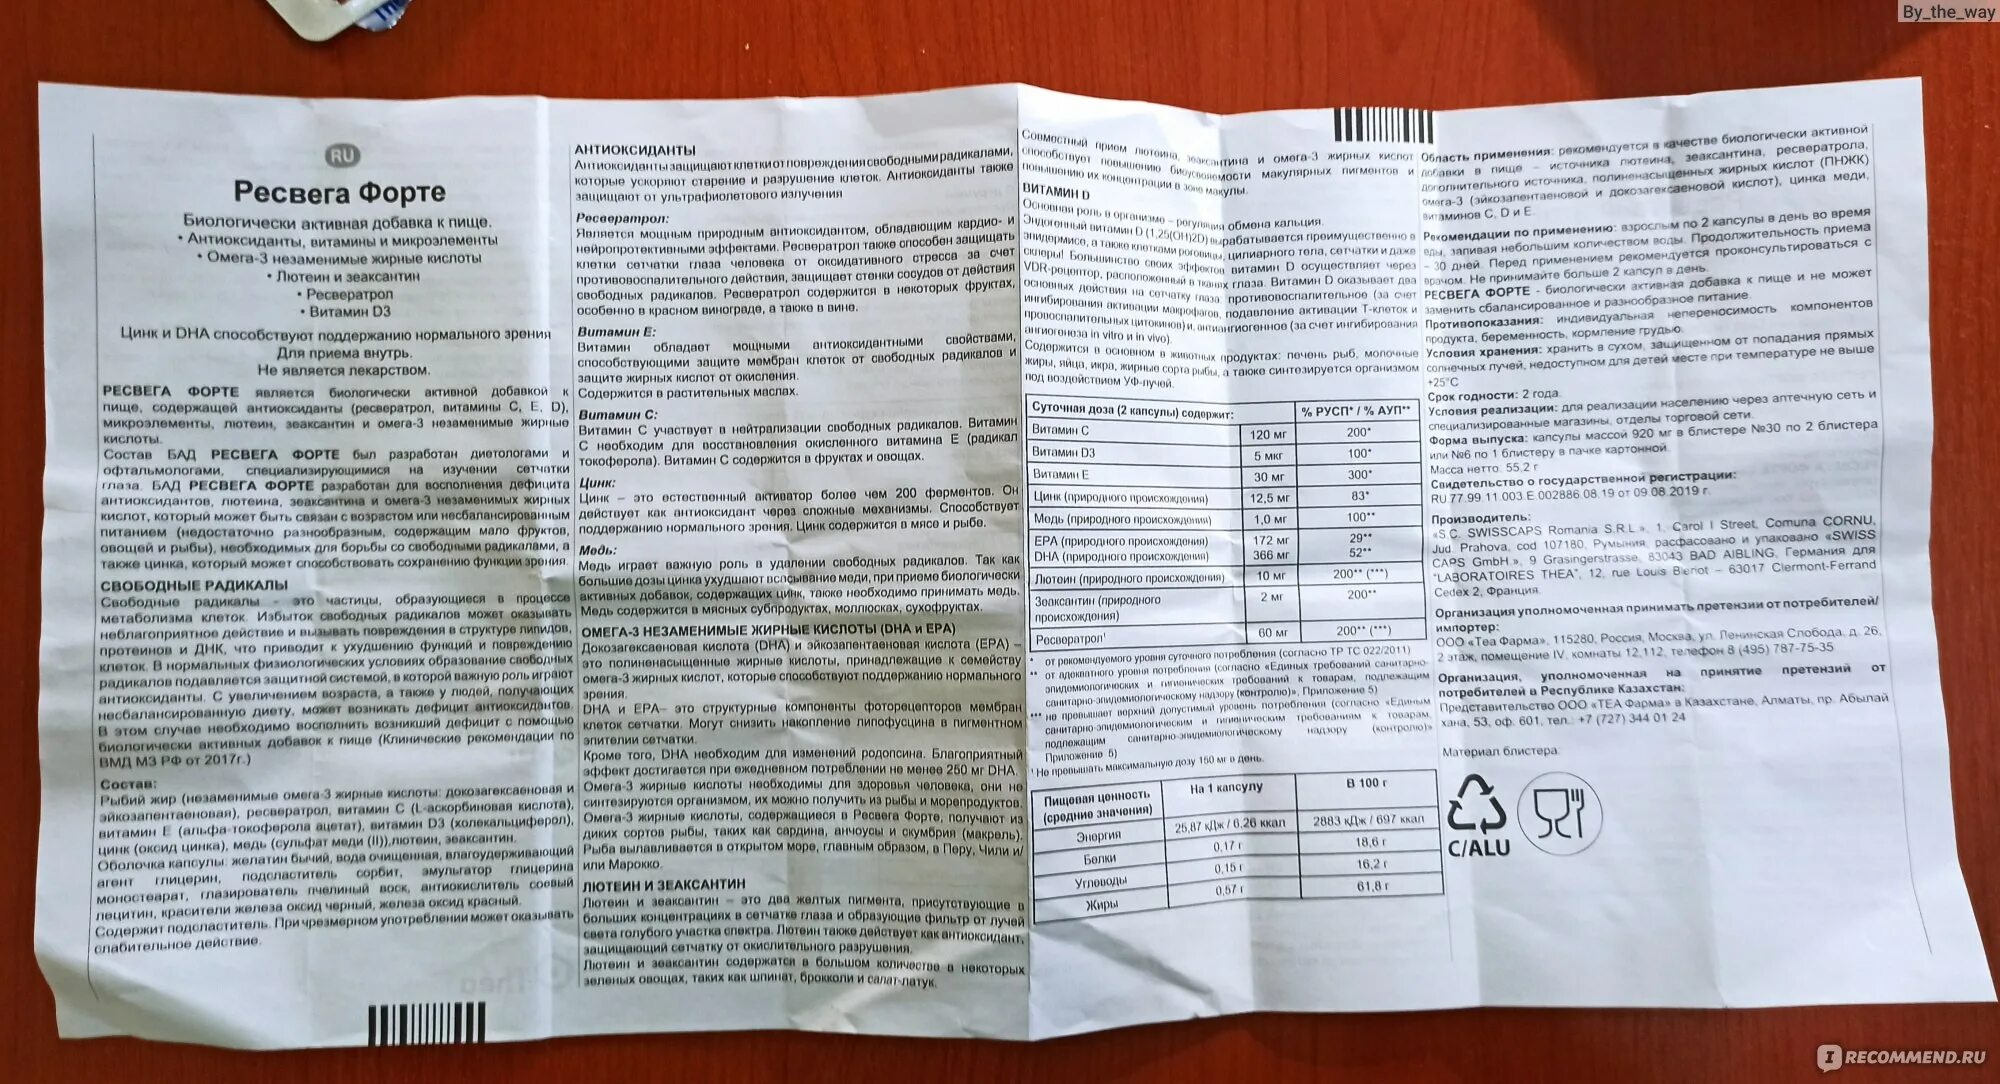 By_the_way
RU
Ресвега Форте
Биологически активная добавка к пище.
• Антиоксиданты, витамины и микроэлементы
• Омега-3 незаменимые жирные кислоты
• Лютеин и зеаксантин
• Ресвератрол
• Витамин D3
Цинк и DHA способствуют поддержанию нормального зрения
Для приема внутрь.
Не является лекарством.
РЕСВЕГА ФОРТЕ является биологически активной добавкой к
пище, содержащей антиоксиданты (ресвератрол, витамины С, Е, D),
микроэлементы, лютеин, зеаксантин и омега-3 незаменимые жирные
кислоты.
Состав БАД РЕСВЕГА ФОРТЕ был разработан диетологами и
офтальмологами, специализирующимися на изучении сетчатки
глаза. БАД РЕСВЕГА ФОРТЕ разработан для восполнения дефицита
антиоксидантов, лютеина, зеаксантина и омега-3 незаменимых жирных
кислот, который может быть связан с возрастом или несбалансированным
питанием (недостаточно разнообразным, содержащим мало фруктов,
овощей и рыбы), необходимых для борьбы со свободными радикалами, а
также цинка, который может способствовать сохранению функции зрения.
СВОБОДНЫЕ РАДИКАЛЫ
Свободные радикалы - это частицы, образующиеся в процессе
метаболизма клеток. Избыток свободных радикалов может оказывать
неблагоприятное действие и вызывать повреждения в структуре липидов,
протеинов и ДНК, что приводит к ухудшению функций и повреждению
клеток. В нормальных физиологических условиях образование свободных
радикалов подавляется защитной системой, в которой важную роль играют
антиоксиданты. С увеличением возраста, а также у людей, получающих
несбалансированную диету, может возникать дефицит антиоксидантов.
В этом случае необходимо восполнить возникший дефицит с помощью
биологически активных добавок к пище (Клинические рекомендации по
ВМД МЗ РФ от 2017г.)
Состав:
Рыбий жир (незаменимые омега-3 жирные кислоты: докозагексаеновая и
эйкозапентаеновая), ресвератрол, витамин С (L-аскорбиновая кислота),
витамин Е (альфа-токоферола ацетат), витамин D3 (холекальциферол),
цинк (оксид цинка), медь (сульфат меди (II)),лютеин, зеаксантин.
Оболочка капсулы: желатин бычий, вода очищенная, влагоудерживающий
агент глицерин, подсластитель сорбит, эмульгатор глицерина
моностеарат, глазирователь пчелиный воск, антиокислитель соевый
лецитин, красители железа оксид черный, железа оксид красный.
Содержит подсластитель. При чрезмерном употреблении может оказывать
слабительное действие.
АНТИОКСИДАНТЫ
Антиоксиданты защищают клетки от повреждения свободными радикалами,
которые ускоряют старение и разрушение клеток. Антиоксиданты также
защищают от ультрафиолетового излучения
Ресвератрол:
Является мощным природным антиоксидантом, обладающим кардио- и
нейропротективными эффектами. Ресвератрол также способен защищать
клетки сетчатки глаза человека от оксидативного стресса за счет
противовоспалительного действия, защищает стенки сосудов от действия
свободных радикалов. Ресвератрол содержится в некоторых фруктах,
особенно в красном винограде, а также в вине.
Витамин Е:
Витамин обладает мощными антиоксидантными свойствами,
способствующими защите мембран клеток от свободных радикалов и
защите жирных кислот от окисления.
Содержится в растительных маслах.
Витамин С:
Витамин С участвует в нейтрализации свободных радикалов. Витамин
С необходим для восстановления окисленного витамина Е (радикал
токоферола). Витамин С содержится в фруктах и овощах.
Цинк:
Цинк – это естественный активатор более чем 200 ферментов. Он
действует как антиоксидант через сложные механизмы. Способствует
поддержанию нормального зрения. Цинк содержится в мясе и рыбе.
Медь:
Медь играет важную роль в удалении свободных радикалов. Так как
большие дозы цинка ухудшают всасывание меди, при приеме биологически
активных добавок, содержащих цинк, также необходимо принимать медь.
Медь содержится в мясных субпродуктах, моллюсках, сухофруктах.
ОМЕГА-3 НЕЗАМЕНИМЫЕ ЖИРНЫЕ КИСЛОТЫ (DHA и EPA)
Докозагексаеновая кислота (DHA) и эйкозапентаеновая кислота (EPA) –
это полиненасыщенные жирные кислоты, принадлежащие к семейству
омега-3 жирных кислот, которые способствуют поддержанию нормального
зрения.
DHA и EPA– это структурные компоненты фоторецепторов мембран
клеток сетчатки. Могут снизить накопление липофусцина в пигментном
эпителии сетчатки.
Кроме того, DHA необходим для изменений родопсина. Благоприятный
эффект достигается при ежедневном потреблении не менее 250 мг DHA.
Омега-3 жирные кислоты необходимы для здоровья человека, они не
синтезируются организмом, их можно получить из рыбы и морепродуктов.
Омега-3 жирные кислоты, содержащиеся в Ресвега Форте, получают из
диких сортов рыбы, таких как сардина, анчоусы и скумбрия (макрель).
Рыба вылавливается в открытом море, главным образом, в Перу, Чили и/
или Марокко.
ЛЮТЕИН И ЗЕАКСАНТИН
Лютеин и зеаксантин – это два желтых пигмента, присутствующие в
больших концентрациях в сетчатке глаза и образующие фильтр от лучей
света голубого участка спектра. Лютеин также действует как антиоксидант,
защищающий сетчатку от окислительного разрушения.
Лютеин и зеаксантин содержатся в большом количестве в некоторых
зеленых овощах, таких как шпинат, брокколи и салат-латук.
Совместный прием лютеина, зеаксантина и омега-3 жирных кислот
способствует повышению биоусвояемости макулярных пигментов и
повышению их концентрации в зоне макулы.
ВИТАМИН D
Основная роль в организме – регуляция обмена кальция.
Эндогенный витамин D (1,25(OH)2D) вырабатывается преимущественно в
эпидермисе, а также клетками роговицы, цилиарного тела, сетчатки и даже
склеры! Большинство своих эффектов витамин D осуществляет через
VDR-рецептор, расположенный в тканях глаза. Витамин D оказывает два
основных действия на сетчатку глаза: противовоспалительное (за счет
ингибирования активации макрофагов, подавление активации Т-клеток и
провоспалительных цитокинов) и антиангиогенное (за счет ингибирования
ангиогенеза in vitro и in vivo).
Содержится в основном в животных продуктах: печень рыб, молочные
жиры, яйца, икра, жирные сорта рыбы, а также синтезируется организмом
под воздействием УФ-лучей.
Суточная доза (2 капсулы) содержит: % РУСП* / % АУП**
Витамин С 120 мг 200*
Витамин D3 5 мкг 100*
Витамин Е 30 мг 300*
Цинк (природного происхождения) 12,5 мг 83*
Медь (природного происхождения) 1,0 мг 100**
EPA (природного происхождения) 172 мг 29**
DHA (природного происхождения) 366 мг 52**
Лютеин (природного происхождения) 10 мг 200** (***)
Зеаксантин (природного
происхождения) 2 мг 200**
Ресвератрол¹ 60 мг 200** (***)
* от рекомендуемого уровня суточного потребления (согласно ТР ТС 022/2011)
** от адекватного уровня потребления (согласно «Единых требований санитарно-
эпидемиологических и гигиенических требований к товарам, подлежащим
санитарно-эпидемиологическому надзору (контролю)», Приложение 5)
*** не превышает верхний допустимый уровень потребления (согласно «Единым
санитарно-эпидемиологическим и гигиеническим требованиям к товарам,
подлежащим санитарно-эпидемиологическому надзору (контролю)»
Приложение 5)
¹ Не превышать максимальную дозу 150 мг в день.
Пищевая ценность
(средние значения) На 1 капсулу В 100 г
Энергия 25,87 кДж / 6,26 ккал 2883 кДж / 697 ккал
Белки 0,17 г 18,6 г
Углеводы 0,15 г 16,2 г
Жиры 0,57 г 61,8 г
Область применения: рекомендуется в качестве биологически активной
добавки в пище – источника лютеина, зеаксантина, ресвератрола,
дополнительного источника, полиненасыщенных жирных кислот (ПНЖК)
омега-3 (эйкозапентаеновой и докозагексаеновой кислот), цинка, меди,
витаминов С, D и Е.
Рекомендации по применению: взрослым по 2 капсулы в день во время
еды, запивая небольшим количеством воды. Продолжительность приема
– 30 дней. Перед применением рекомендуется проконсультироваться с
врачом. Не принимайте больше 2 капсул в день.
РЕСВЕГА ФОРТЕ - биологически активная добавка к пище и не может
заменить сбалансированное и разнообразное питание.
Противопоказания: индивидуальная непереносимость компонентов
продукта, беременность, кормление грудью.
Условия хранения: хранить в сухом, защищенном от попадания прямых
солнечных лучей, недоступном для детей месте при температуре не выше
+25°C
Срок годности: 2 года.
Условия реализации: для реализации населению через аптечную сеть и
специализированные магазины, отделы торговой сети.
Форма выпуска: капсулы массой 920 мг в блистере №30 по 2 блистера
или №6 по 1 блистеру в пачке картонной.
Масса нетто: 55,2 г
Свидетельство о государственной регистрации:
RU.77.99.11.003.E.002886.08.19 от 09.08.2019 г.
Производитель:
«S.C. SWISSCAPS Romania S.R.L.», 1, Carol I Street, Comuna CORNU,
Jud. Prahova, cod 107180, Румыния, расфасовано и упаковано «SWISS
CAPS GmbH.», 9 Grasingerstrasse, 83043 BAD AIBLING, Германия для
"LABORATOIRES THEA", 12, rue Louis Bleriot – 63017 Clermont-Ferrand
Cedex 2, Франция.
Организация уполномоченная принимать претензии от потребителей/
импортер:
ООО «Теа Фарма», 115280, Россия, Москва, ул. Ленинская Слобода, д. 26,
2 этаж, помещение IV, комнаты 12,112, телефон 8 (495) 787-75-35
Организация, уполномоченная на принятие претензий от
потребителей в Республике Казахстан:
Представительство ООО «ТЕА Фарма» в Казахстане, Алматы, пр. Абылай
хана, 53, оф. 601, тел.: +7 (727) 344 01 24
Материал блистера:
C/ALU
I RECOMMEND.RU